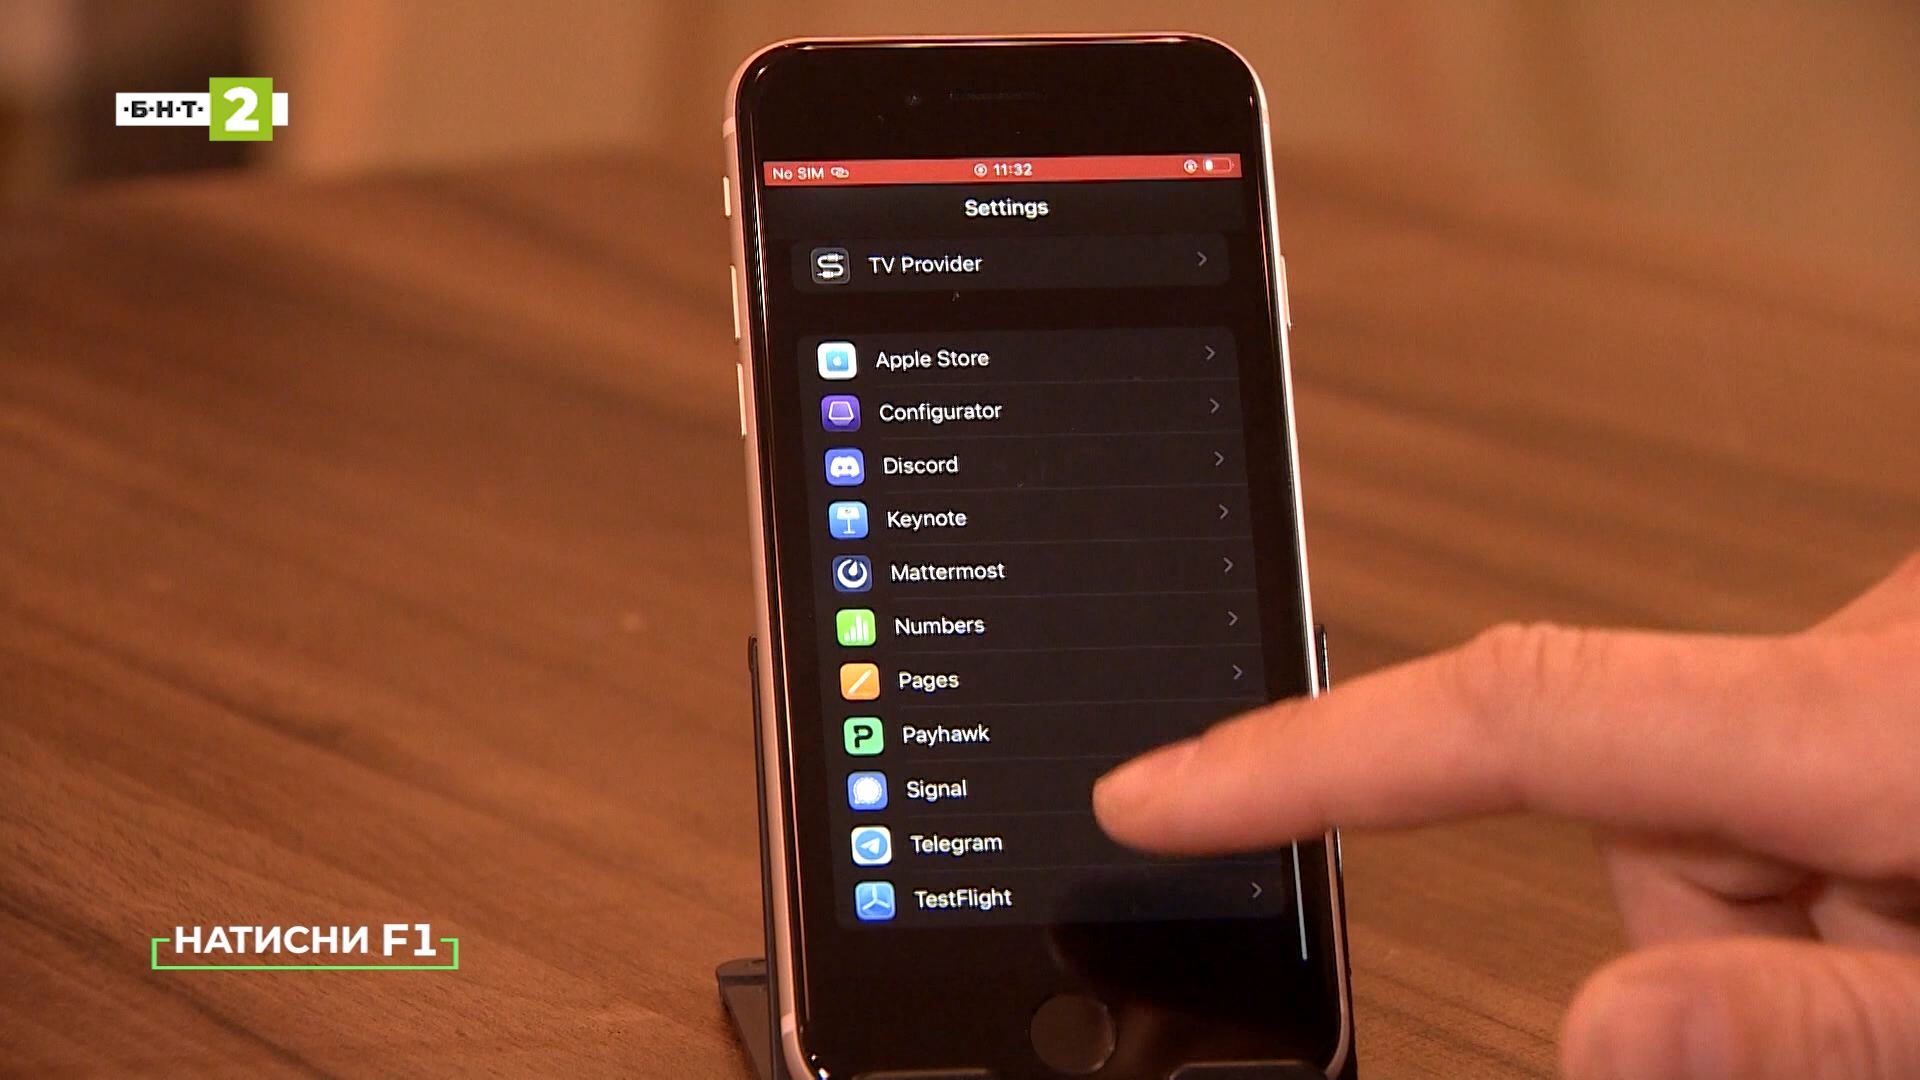 ·Б·Н·Т· 2
No SIM 11:32
Settings
TV Provider
Apple Store
Configurator
Discord
Keynote
Mattermost
Numbers
Pages
Payhawk
Signal
Telegram
TestFlight
НАТИСНИ F1